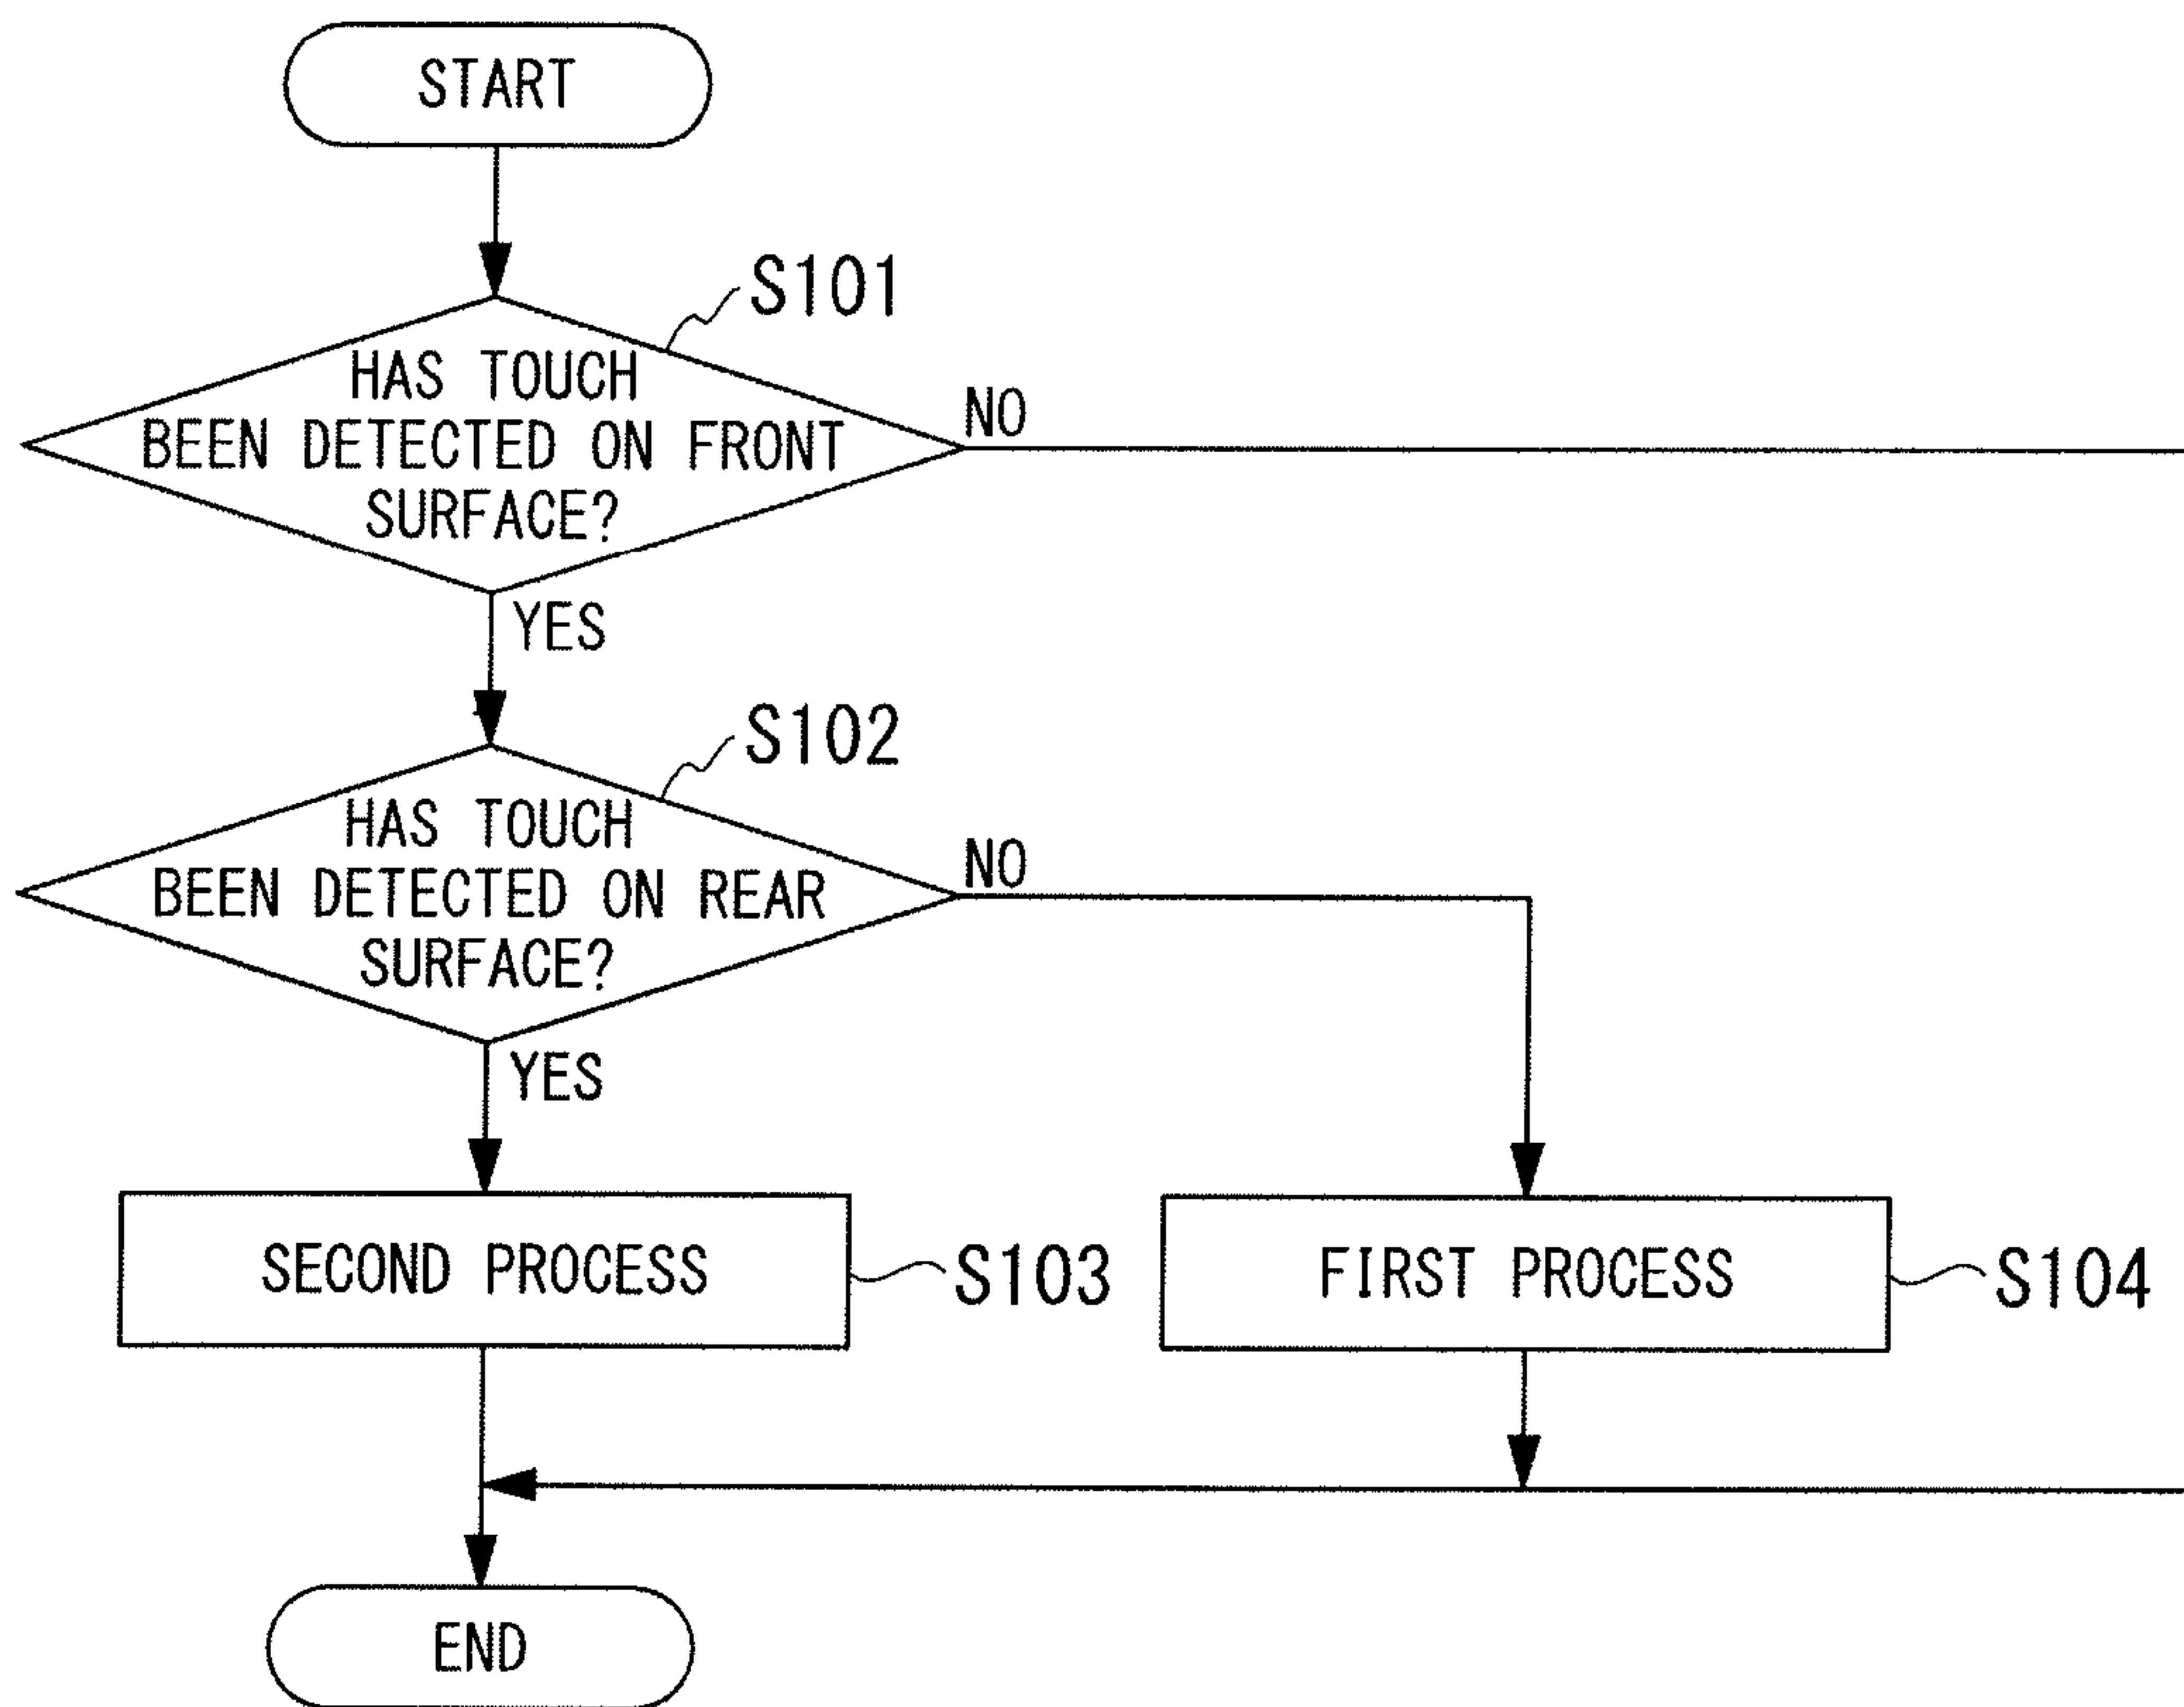 START
S101
HAS TOUCH
BEEN DETECTED ON FRONT
SURFACE?
NO
YES
S102
HAS TOUCH
BEEN DETECTED ON REAR
SURFACE?
NO
YES
SECOND PROCESS
S103
FIRST PROCESS
S104
END